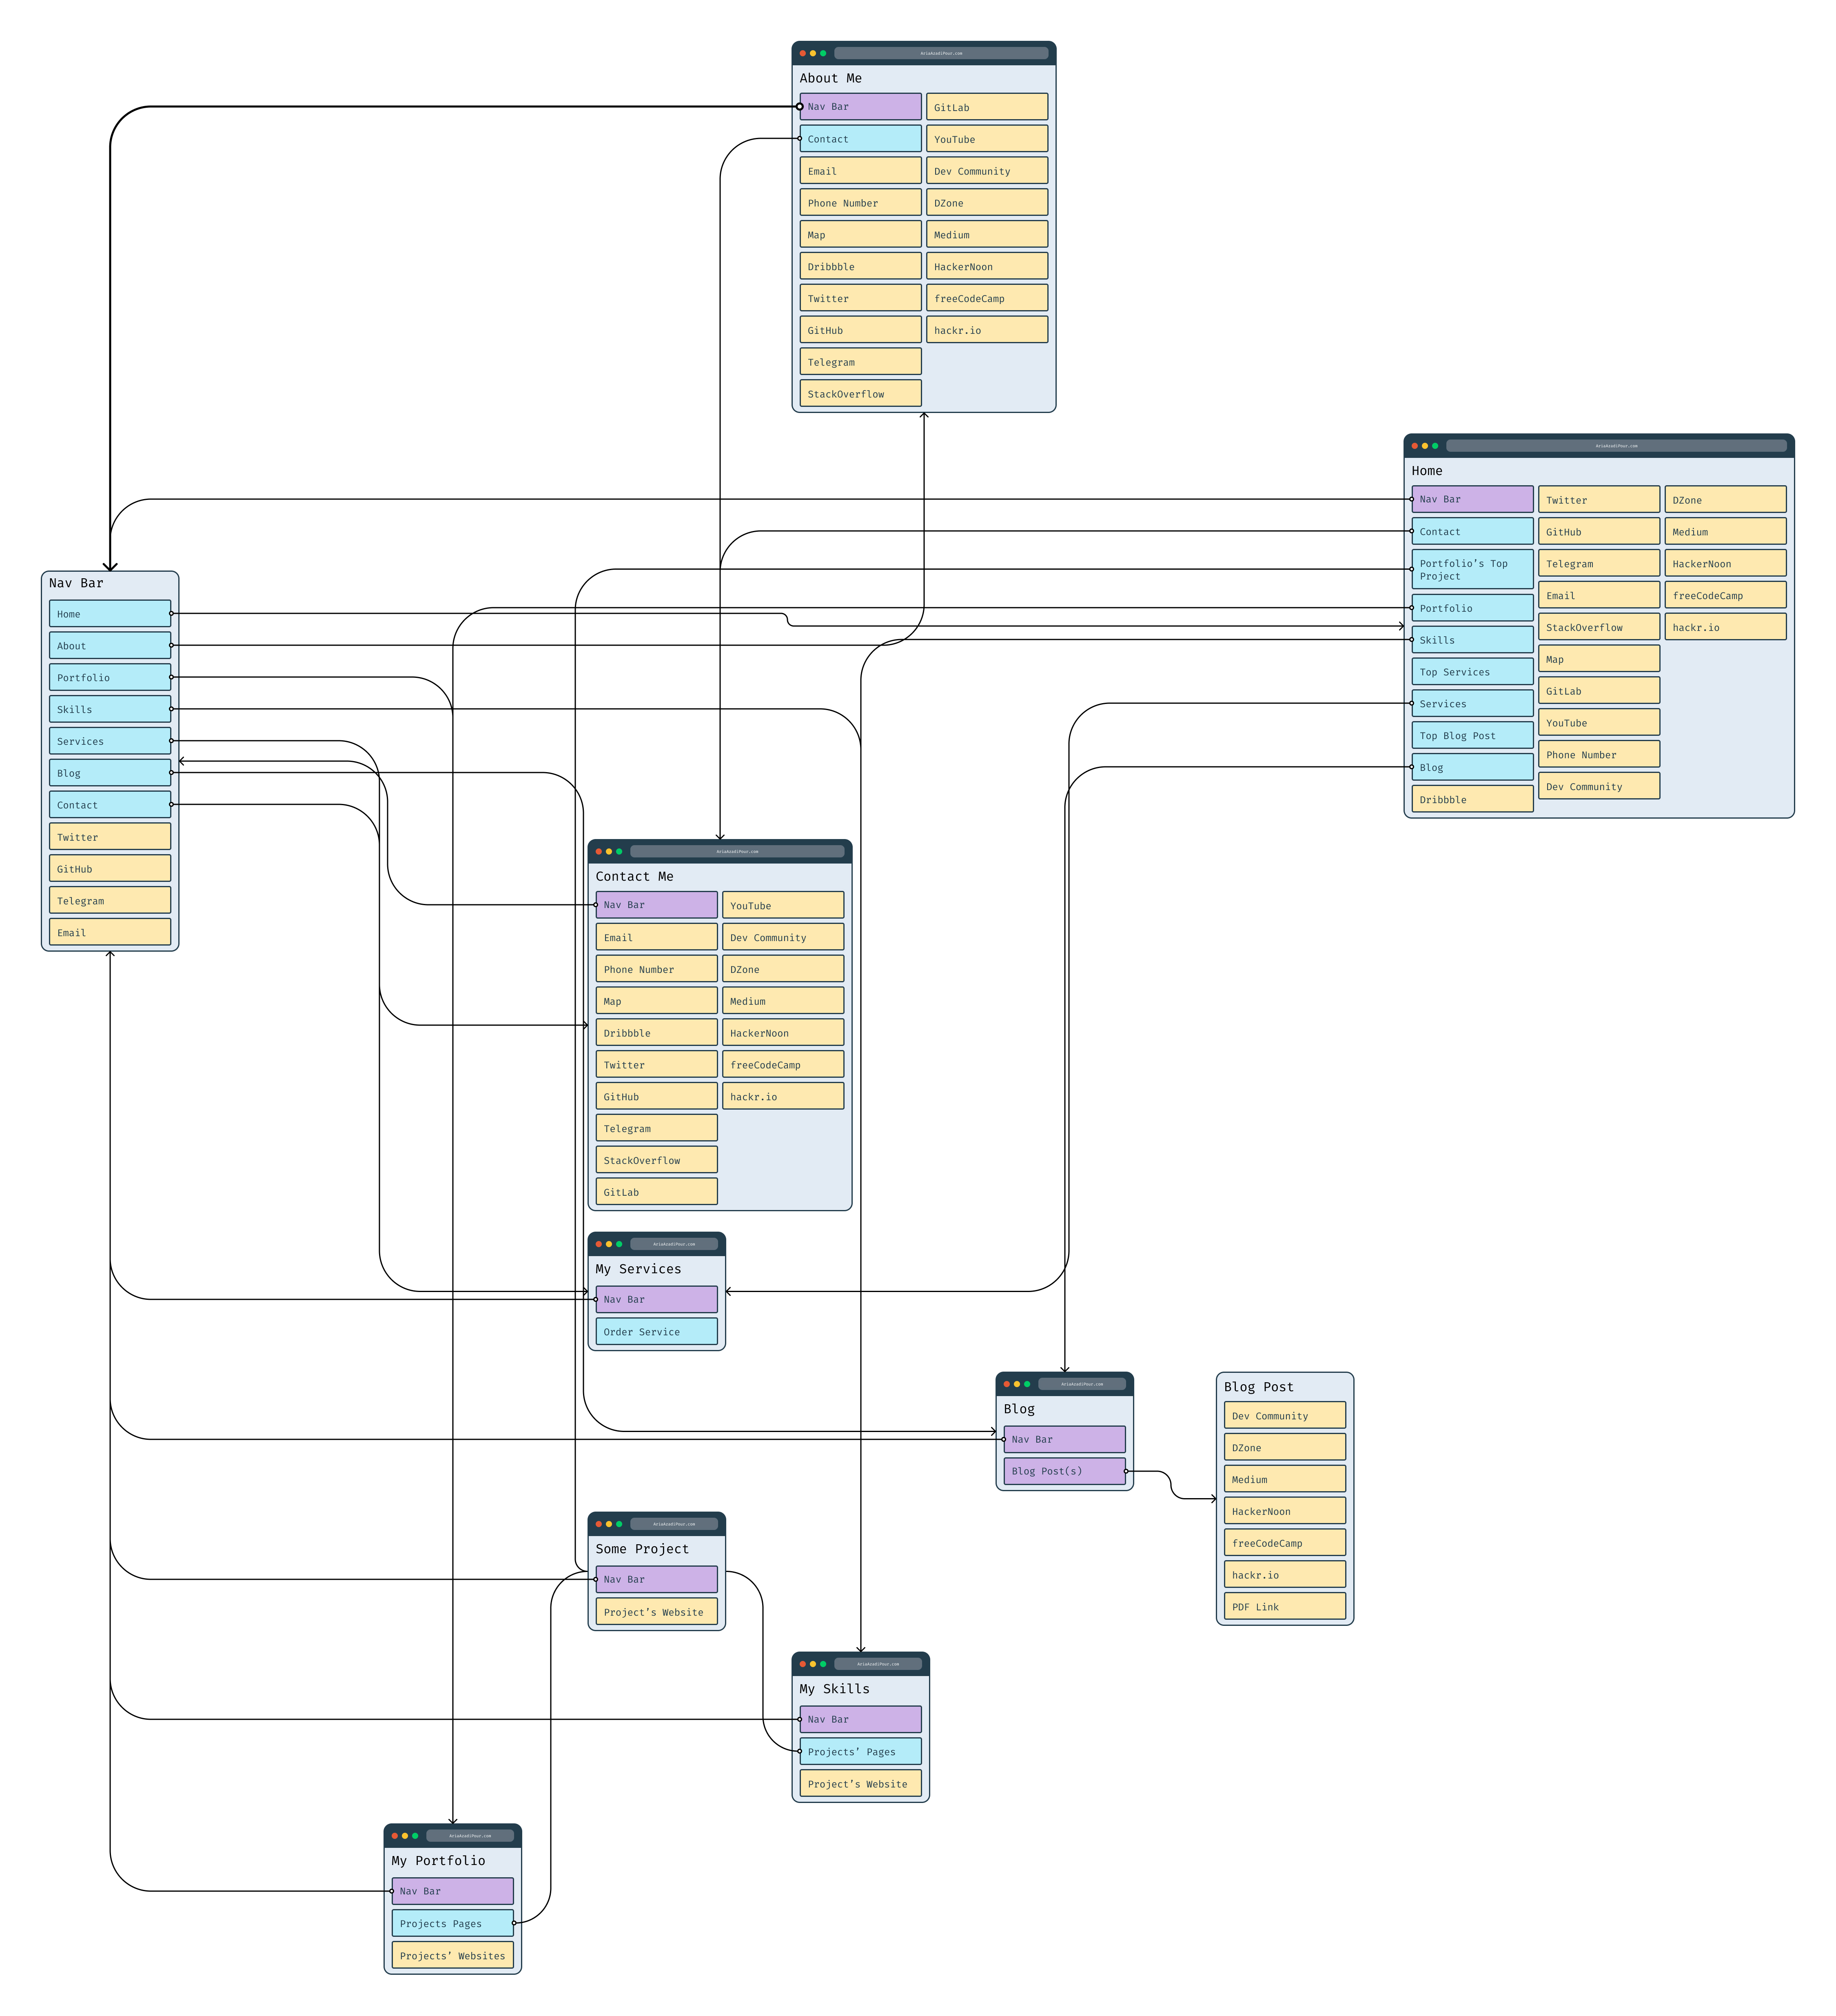 AriaAzadiPour.com
About Me
Nav Bar
Contact
Email
Phone Number
Map
Dribbble
Twitter
GitHub
Telegram
StackOverflow
GitLab
YouTube
Dev Community
DZone
Medium
HackerNoon
freeCodeCamp
hackr.io
AriaAzadiPour.com
Home
Nav Bar
Contact
Portfolio’s Top
Project
Portfolio
Skills
Top Services
Services
Top Blog Post
Blog
Dribbble
Twitter
GitHub
Telegram
Email
StackOverflow
Map
GitLab
YouTube
Phone Number
Dev Community
DZone
Medium
HackerNoon
freeCodeCamp
hackr.io
Nav Bar
Home
About
Portfolio
Skills
Services
Blog
Contact
Twitter
GitHub
Telegram
Email
AriaAzadiPour.com
Contact Me
Nav Bar
Email
Phone Number
Map
Dribbble
Twitter
GitHub
Telegram
StackOverflow
GitLab
YouTube
Dev Community
DZone
Medium
HackerNoon
freeCodeCamp
hackr.io
AriaAzadiPour.com
My Services
Nav Bar
Order Service
AriaAzadiPour.com
Blog
Nav Bar
Blog Post(s)
Blog Post
Dev Community
DZone
Medium
HackerNoon
freeCodeCamp
hackr.io
PDF Link
AriaAzadiPour.com
Some Project
Nav Bar
Project’s Website
AriaAzadiPour.com
My Skills
Nav Bar
Projects’ Pages
Project’s Website
AriaAzadiPour.com
My Portfolio
Nav Bar
Projects Pages
Projects’ Websites